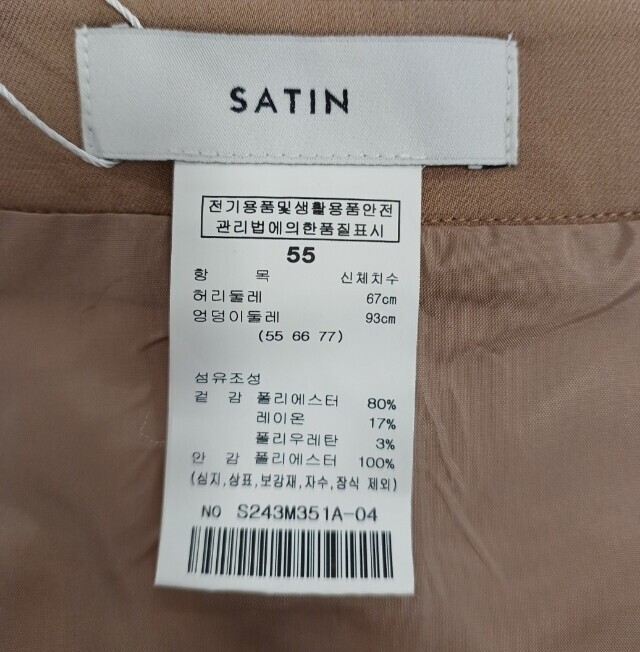 SATIN
전기용품및생활용품안전
관리법에의한품질표시
55
항 목 신체치수
허리둘레 67cm
엉덩이둘레 93cm
(55 66 77)
섬유조성
겉 감 폴리에스터 80%
레이온 17%
폴리우레탄 3%
안 감 폴리에스터 100%
(심지,상표,보강재,자수,장식 제외)
NO S243M351A-04